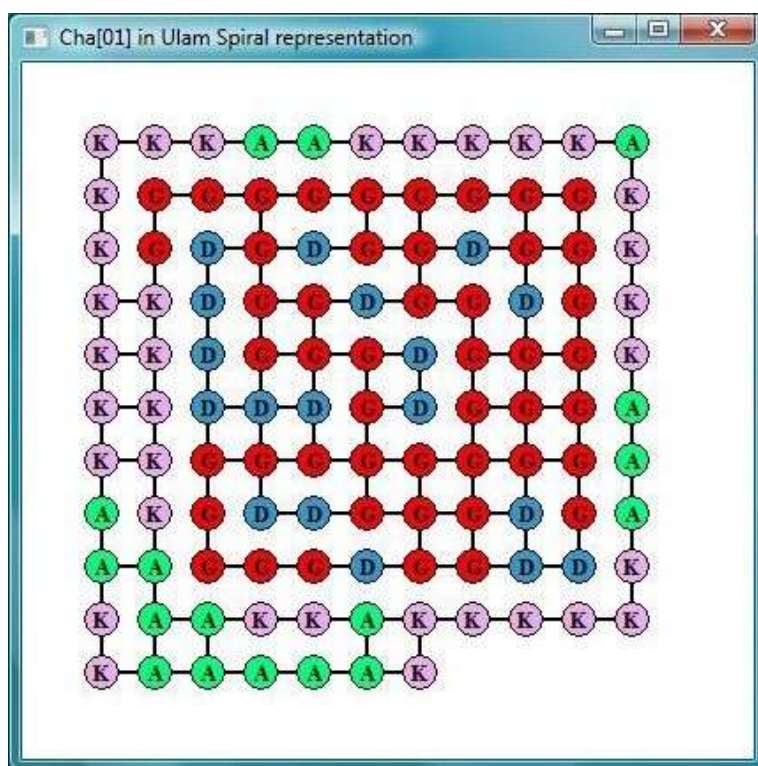 Cha[01] in Ulam Spiral representation
K K K A A K K K K K A
K G G G G G G G G G K
K G D G D G G D G G K
K K D G G D G G D G K
K K D G G G D G G G K
K K D D D G D G G G A
K K G G G G G G G G A
A K G D D G G G D G A
A A G G G D G G D D K
K A A K K A K K K K K
K A A A A A K